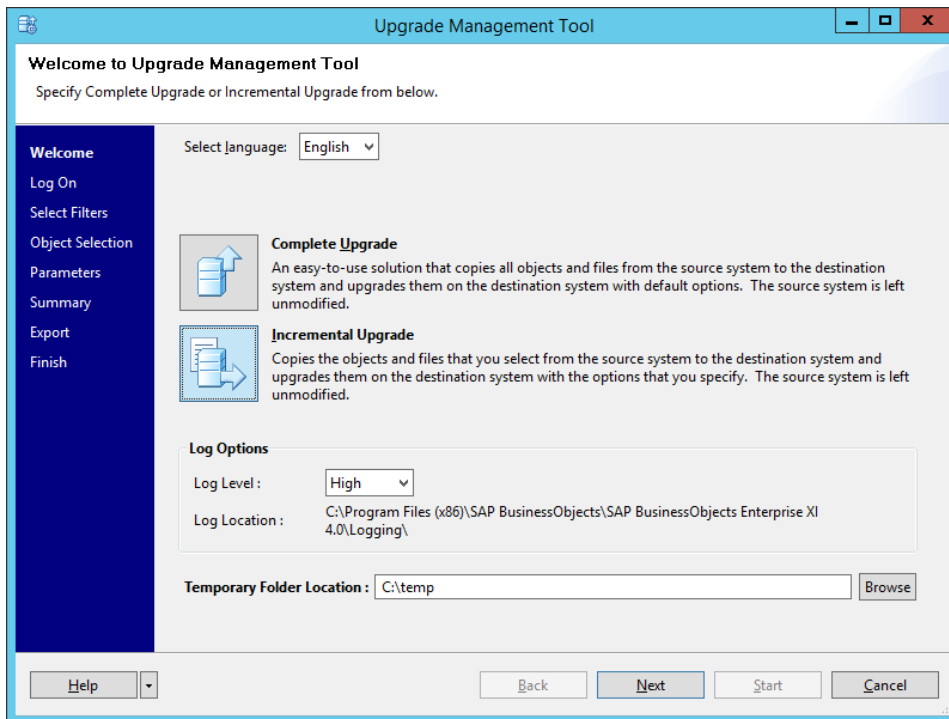 Upgrade Management Tool
Welcome to Upgrade Management Tool
Specify Complete Upgrade or Incremental Upgrade from below.
Welcome
Log On
Select Filters
Object Selection
Parameters
Summary
Export
Finish
Select language: English
Complete Upgrade
An easy-to-use solution that copies all objects and files from the source system to the destination
system and upgrades them on the destination system with default options. The source system is left
unmodified.
Incremental Upgrade
Copies the objects and files that you select from the source system to the destination system and
upgrades them on the destination system with the options that you specify. The source system is left
unmodified.
Log Options
Log Level : High
Log Location : C:\Program Files (x86)\SAP BusinessObjects\SAP BusinessObjects Enterprise XI
4.0\Logging\
Temporary Folder Location : C:\temp Browse
Help Back Next Start Cancel